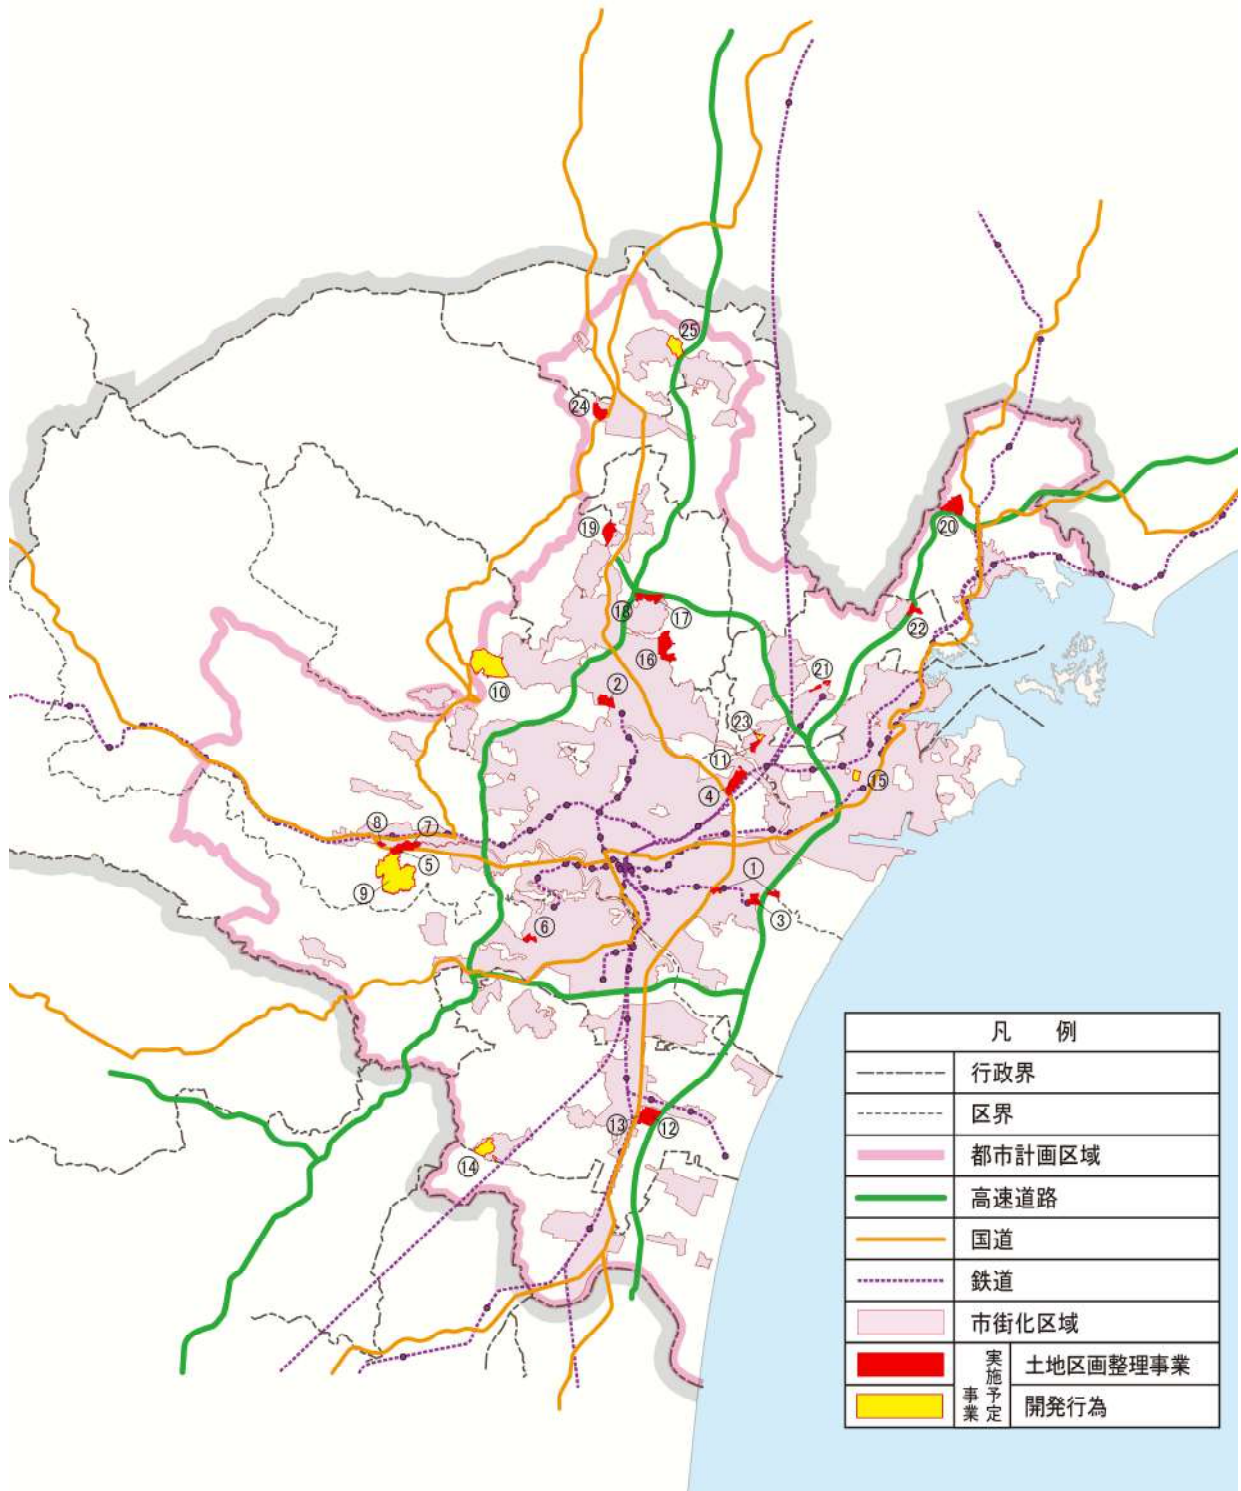 ㉕
㉔
⑲
⑳
⑱
⑰
㉒
⑯
⑩
②
㉑
㉓
⑪
④
⑮
⑧
⑦
⑤
⑨
①
③
⑥
⑬
⑫
⑭
凡 例
行政界
区界
都市計画区域
高速道路
国道
鉄道
市街化区域
実施予定事業
土地区画整理事業
開発行為